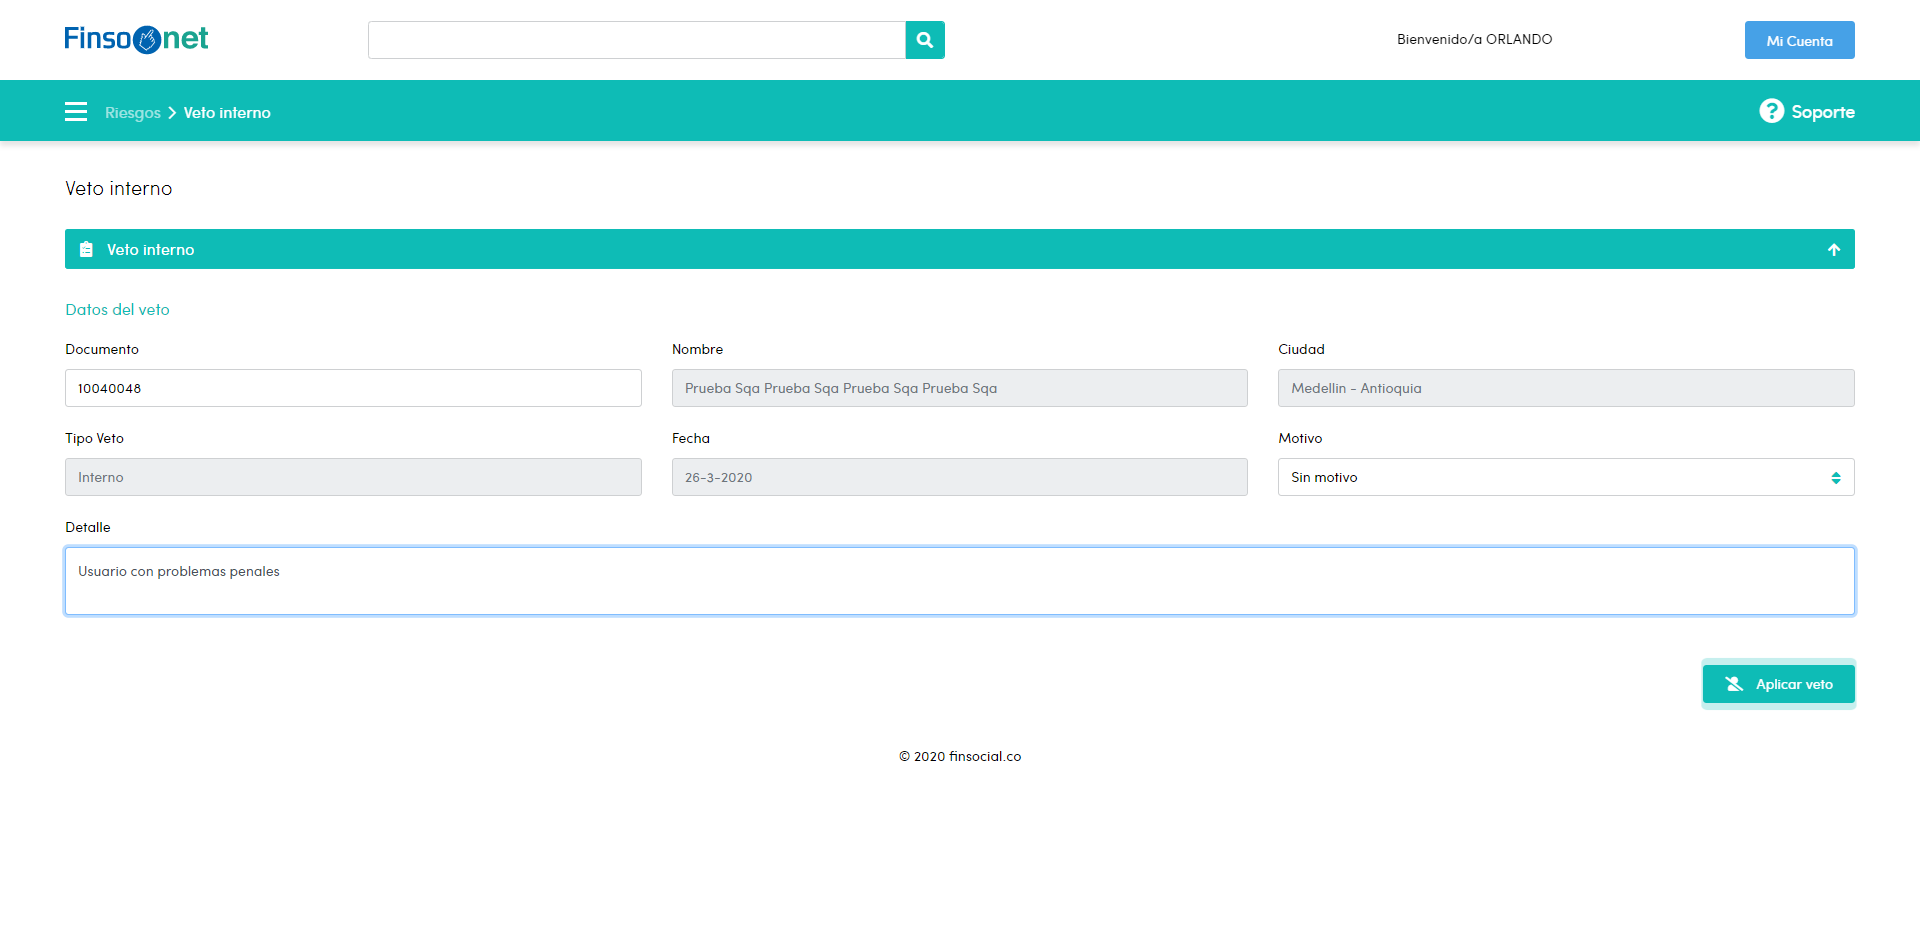 Finsonet
Bienvenido/a ORLANDO
Mi Cuenta
Riesgos > Veto interno
Soporte
Veto interno
Veto interno
Datos del veto
Documento
Nombre
Ciudad
10040048
Prueba Sqa Prueba Sqa Prueba Sqa Prueba Sqa
Medellin - Antioquia
Tipo Veto
Fecha
Motivo
Interno
26-3-2020
Sin motivo
Detalle
Usuario con problemas penales
Aplicar veto
© 2020 finsocial.co